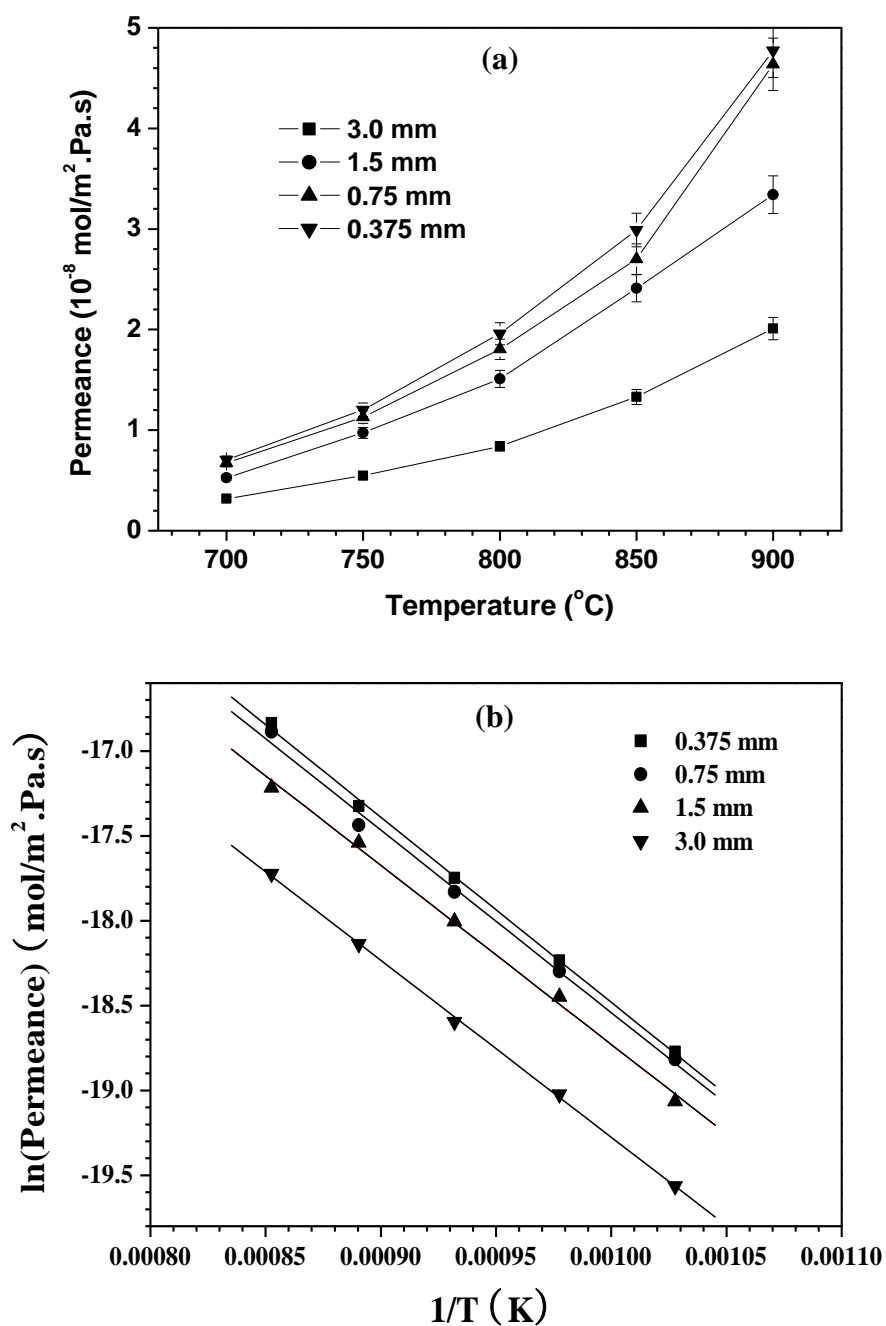 (a)
3.0 mm
1.5 mm
0.75 mm
0.375 mm
Permeance (10⁻⁸ mol/m².Pa.s)
5
4
3
2
1
0
700 750 800 850 900
Temperature (°C)
(b)
0.375 mm
0.75 mm
1.5 mm
3.0 mm
ln(Permeance) ( mol/m².Pa.s)
-17.0
-17.5
-18.0
-18.5
-19.0
-19.5
0.00080 0.00085 0.00090 0.00095 0.00100 0.00105 0.00110
1/T ( K)